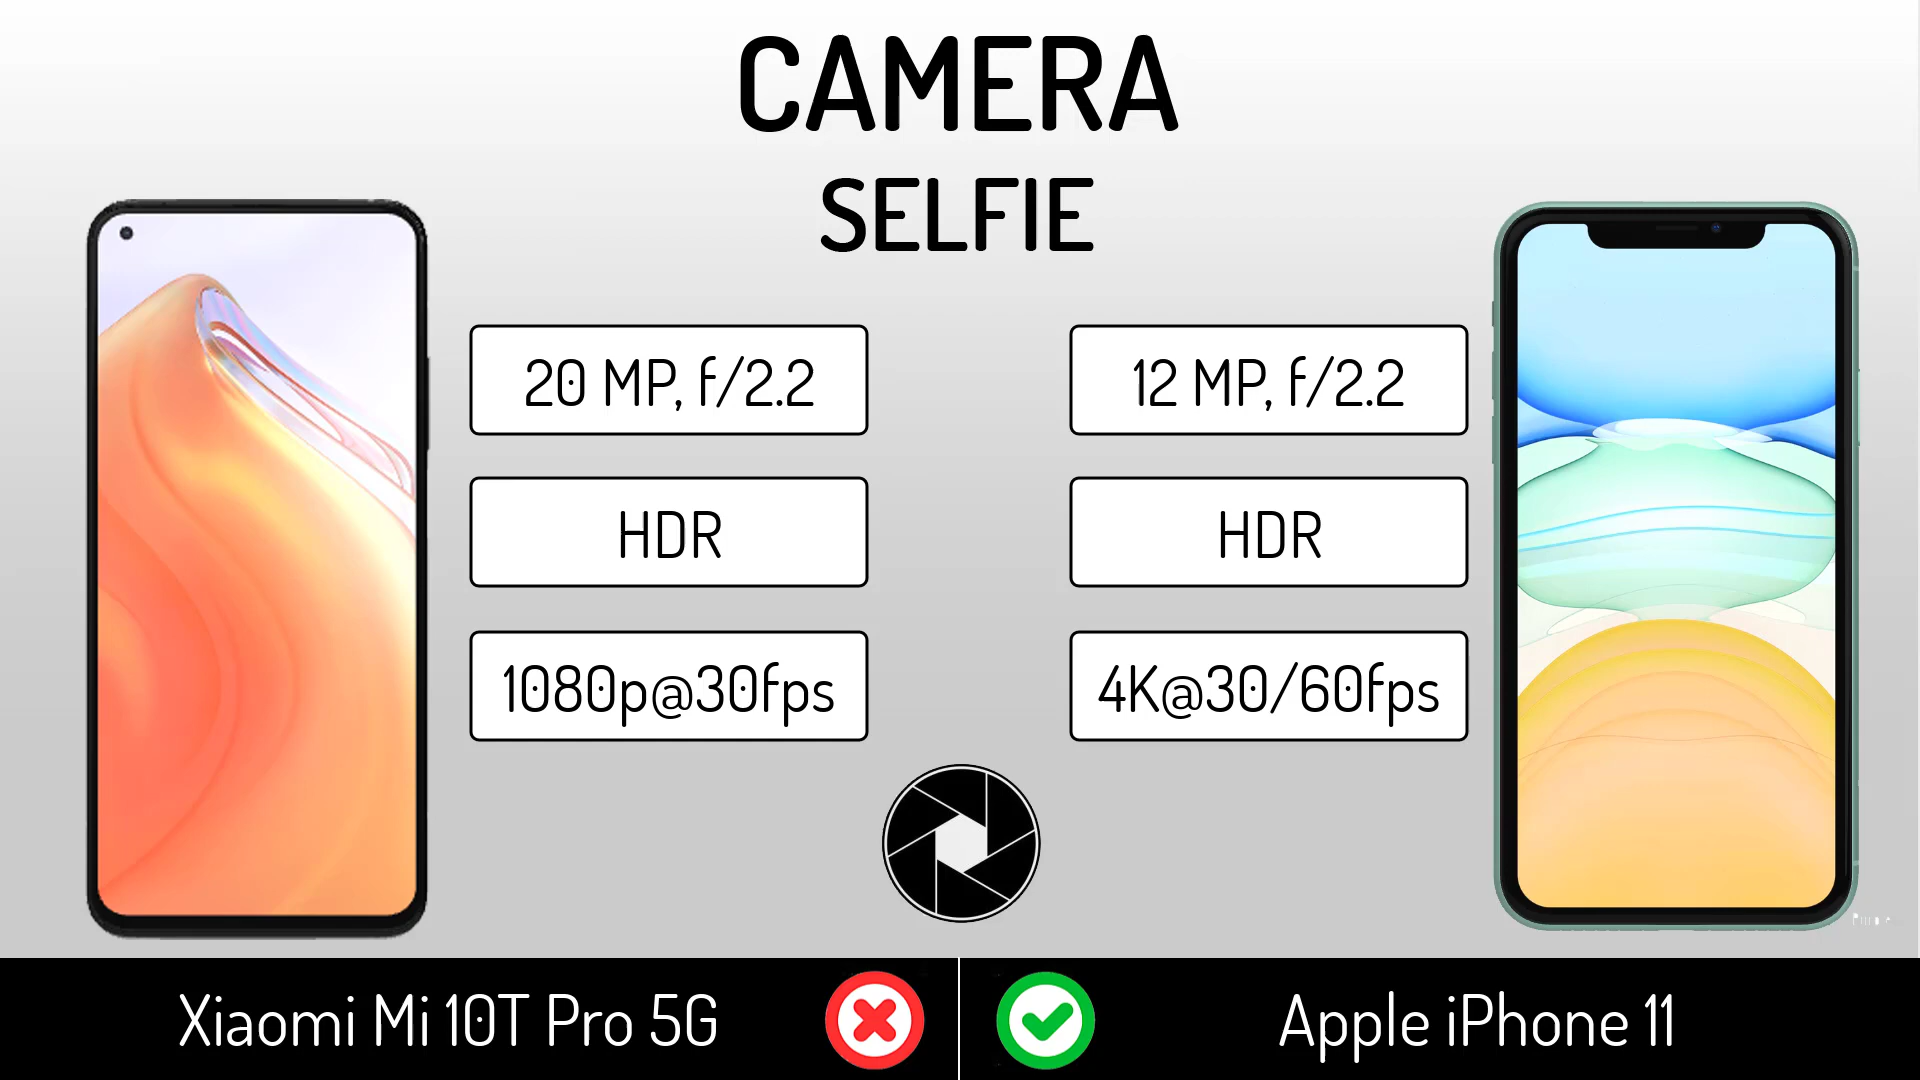 CAMERA
SELFIE
20 MP, f/2.2
12 MP, f/2.2
HDR
HDR
1080p@30fps
4K@30/60fps
Xiaomi Mi 10T Pro 5G
Apple iPhone 11